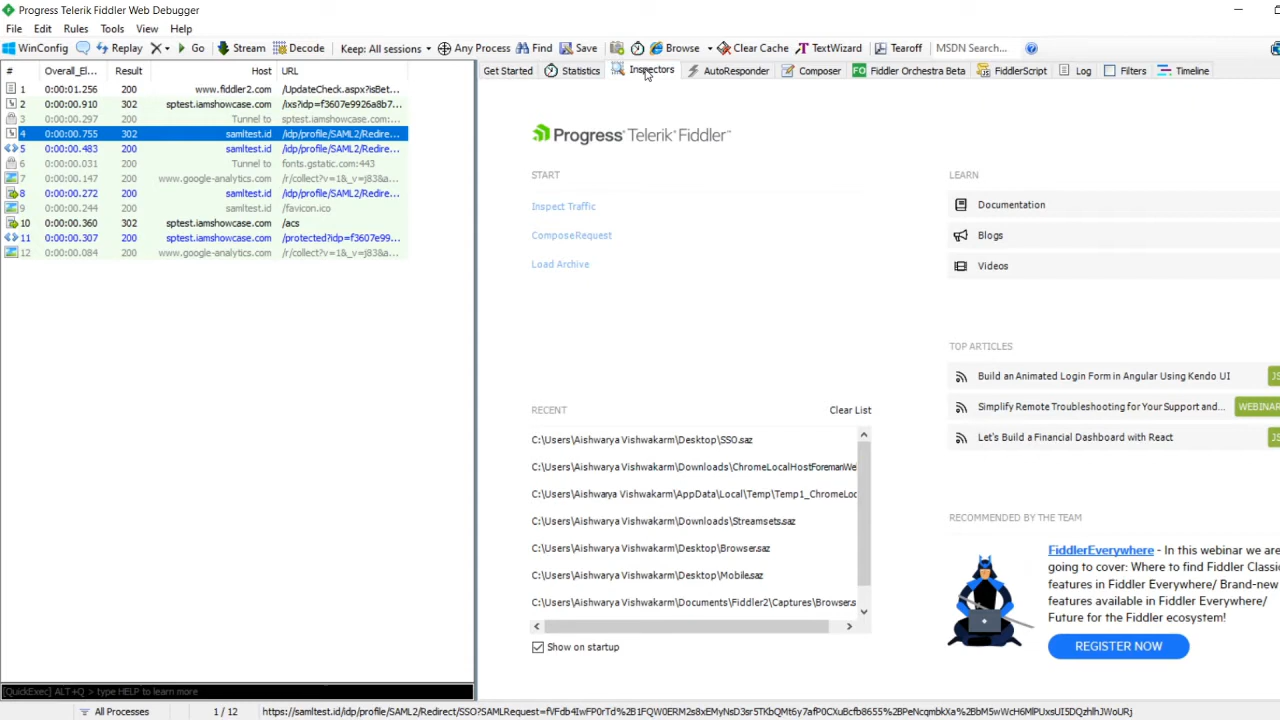 Progress Telerik Fiddler Web Debugger
File Edit Rules Tools View Help
WinConfig Replay Go Stream Decode Keep: All sessions Any Process Find Save Browse Clear Cache TextWizard Tearoff MSDN Search...
# Overall_El... Result Host URL
1 0:00:01.256 200 www.fiddler2.com /UpdateCheck.aspx?isBet...
2 0:00:00.910 302 sptest.iamshowcase.com /ixs?idp=f3607e9926a8b7...
3 0:00:00.297 200 Tunnel to sptest.iamshowcase.com:...
4 0:00:00.755 302 samltest.id /idp/profile/SAML2/Redire...
5 0:00:00.483 200 samltest.id /idp/profile/SAML2/Redire...
6 0:00:00.031 200 Tunnel to fonts.gstatic.com:443
7 0:00:00.147 200 www.google-analytics.com /r/collect?v=1&_v=j83&a...
8 0:00:00.272 200 samltest.id /idp/profile/SAML2/Redire...
9 0:00:00.244 200 samltest.id /favicon.ico
10 0:00:00.360 302 sptest.iamshowcase.com /acs
11 0:00:00.307 200 sptest.iamshowcase.com /protected?idp=f3607e99...
12 0:00:00.084 200 www.google-analytics.com /r/collect?v=1&_v=j83&a...
[QuickExec] ALT+Q > type HELP to learn more
Get Started Statistics Inspectors AutoResponder Composer FO Fiddler Orchestra Beta FiddlerScript Log Filters Timeline
Progress Telerik Fiddler
START
Inspect Traffic
Compose Request
Load Archive
RECENT Clear List
C:\Users\Aishwarya Vishwakarm\Desktop\SSO.saz
C:\Users\Aishwarya Vishwakarm\Downloads\ChromeLocalHostForemanWe
C:\Users\Aishwarya Vishwakarm\AppData\Local\Temp\Temp1_ChromeLoc
C:\Users\Aishwarya Vishwakarm\Downloads\Streamsets.saz
C:\Users\Aishwarya Vishwakarm\Desktop\Browser.saz
C:\Users\Aishwarya Vishwakarm\Desktop\Mobile.saz
C:\Users\Aishwarya Vishwakarm\Documents\Fiddler2\Captures\Browser.s
Show on startup
LEARN
Documentation
Blogs
Videos
TOP ARTICLES
Build an Animated Login Form in Angular Using Kendo UI JS
Simplify Remote Troubleshooting for Your Support and... WEBINAR
Let's Build a Financial Dashboard with React JS
RECOMMENDED BY THE TEAM
FiddlerEverywhere - In this webinar we are
going to cover: Where to find Fiddler Classic
features in Fiddler Everywhere/ Brand-new
features available in Fiddler Everywhere/
Future for the Fiddler ecosystem!
REGISTER NOW
All Processes 1 / 12